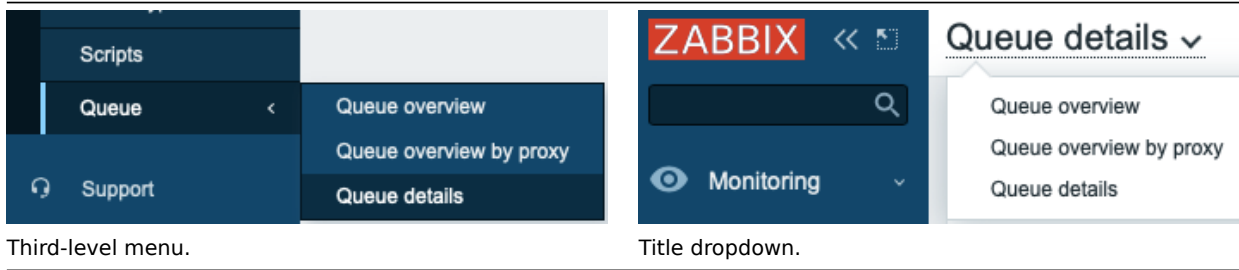 Scripts
Queue
Queue overview
Queue overview by proxy
Queue details
Support
Third-level menu.
ZABBIX
Queue details
Queue overview
Queue overview by proxy
Queue details
Monitoring
Title dropdown.